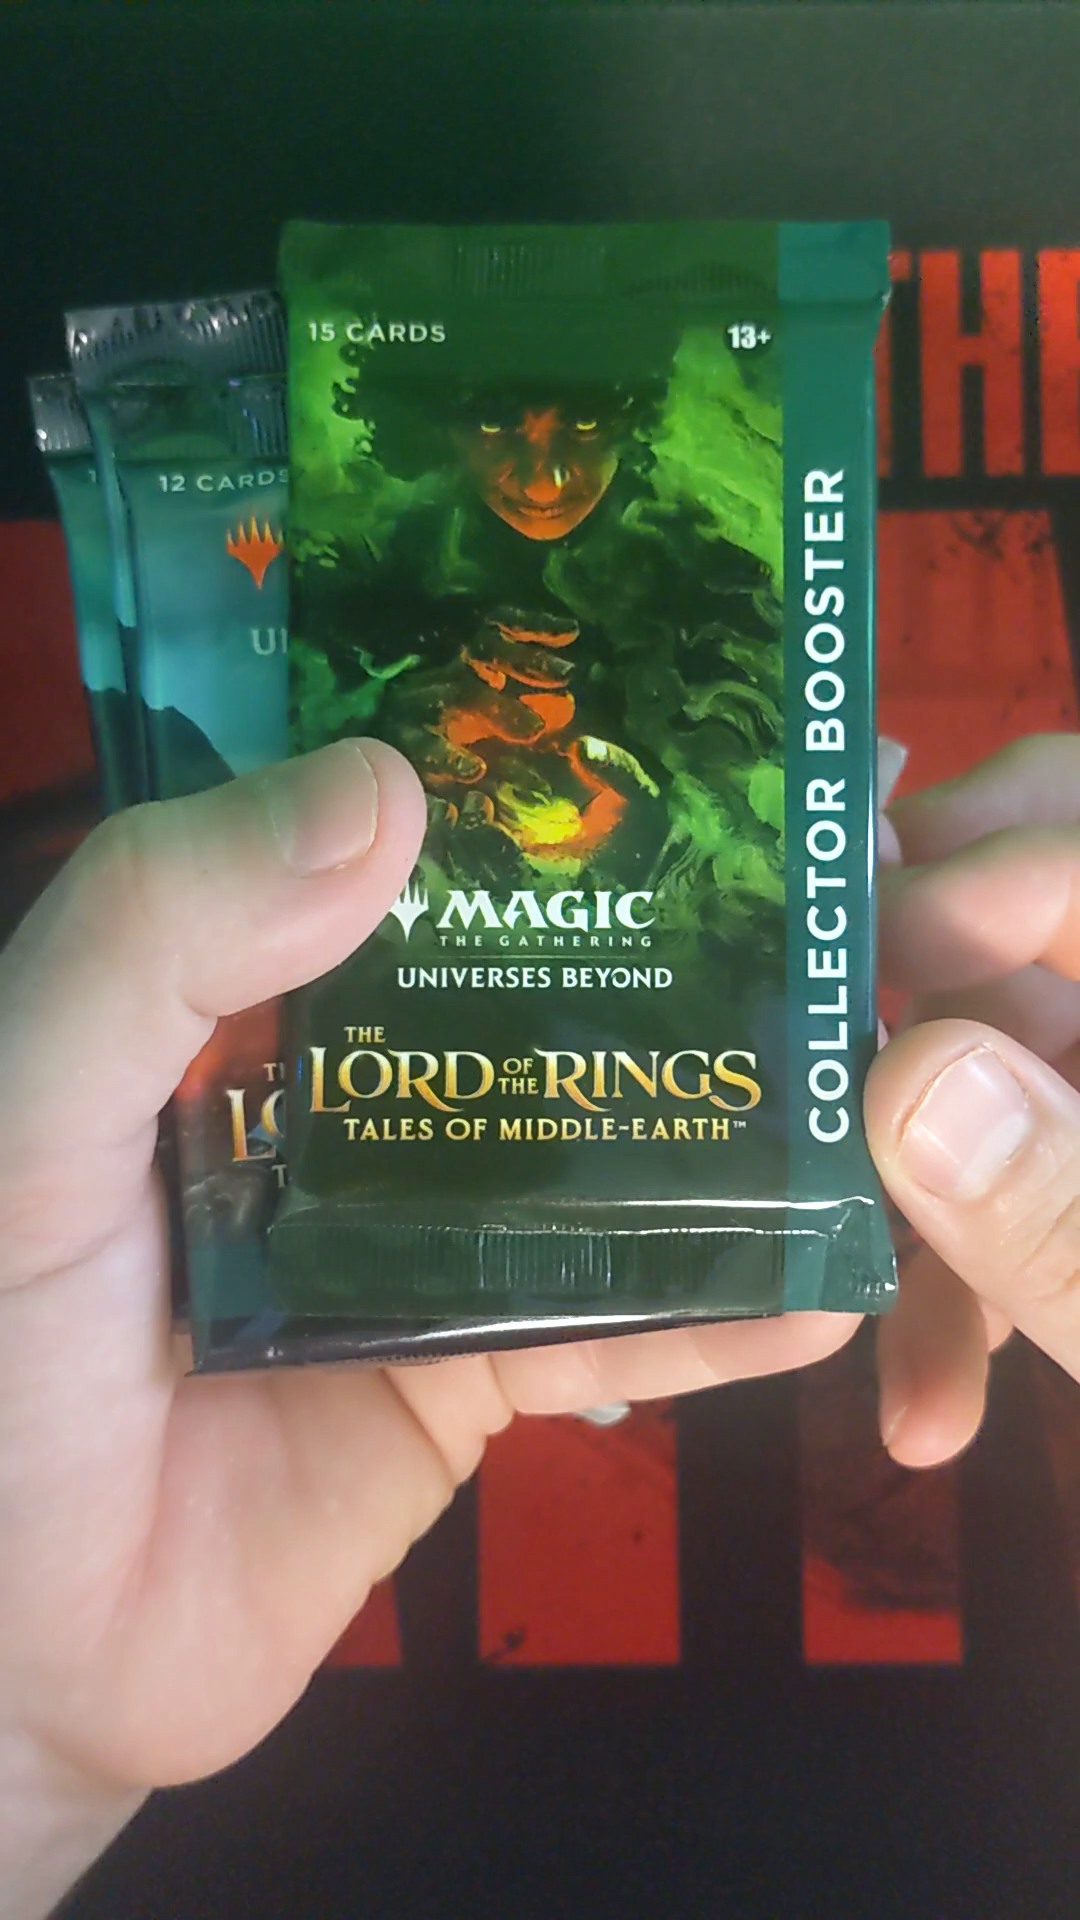 15 CARDS
13+
12 CARDS
MAGIC
THE GATHERING
UNIVERSES BEYOND
THE
LORD OF THE RINGS
TALES OF MIDDLE-EARTH™
COLLECTOR BOOSTER